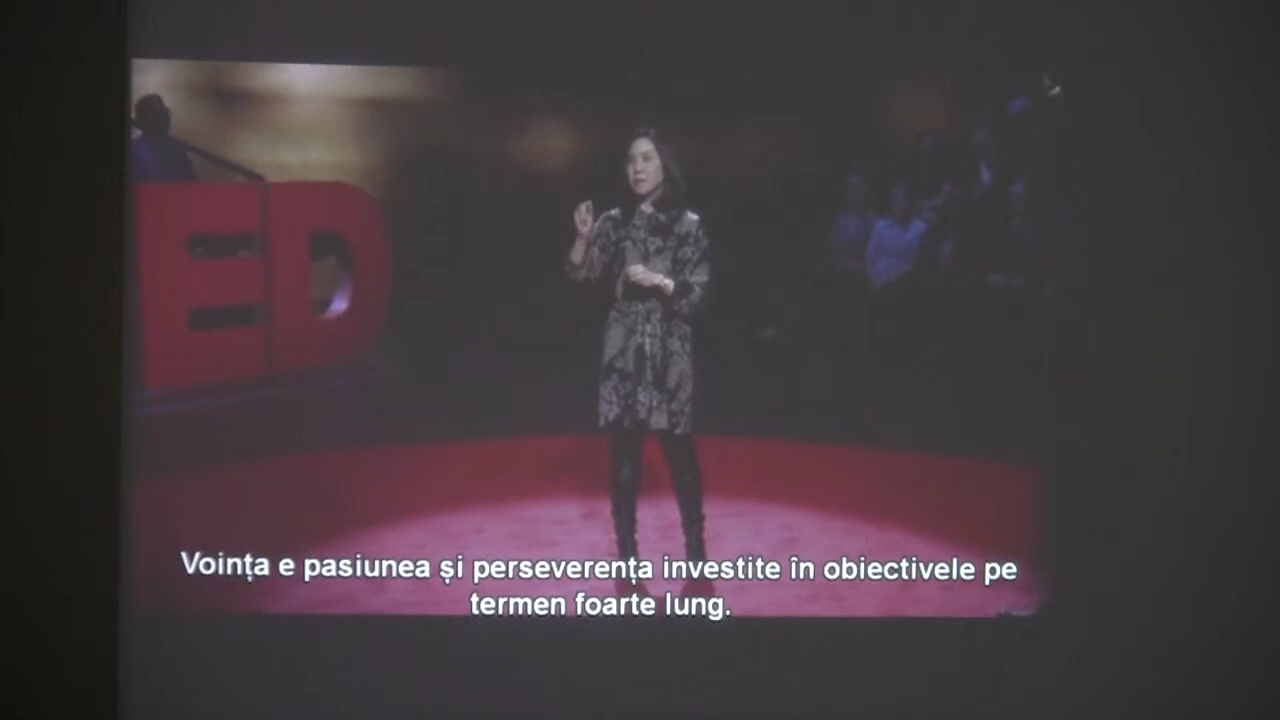 ED
Voința e pasiunea și perseverența investite în obiectivele pe
termen foarte lung.